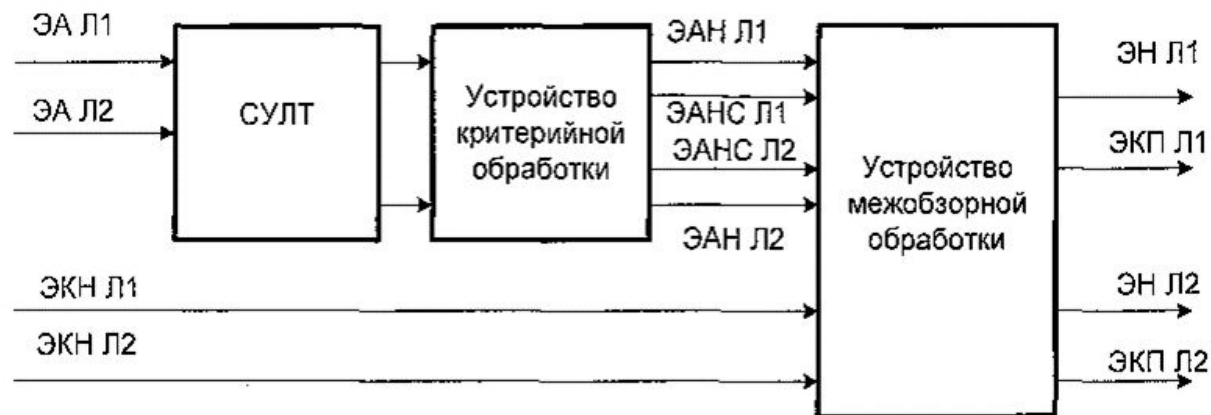 ЭА Л1
ЭА Л2
СУЛТ
Устройство
критерийной
обработки
ЭАН Л1
ЭАНС Л1
ЭАНС Л2
ЭАН Л2
Устройство
межобзорной
обработки
ЭН Л1
ЭКП Л1
ЭН Л2
ЭКП Л2
ЭКН Л1
ЭКН Л2